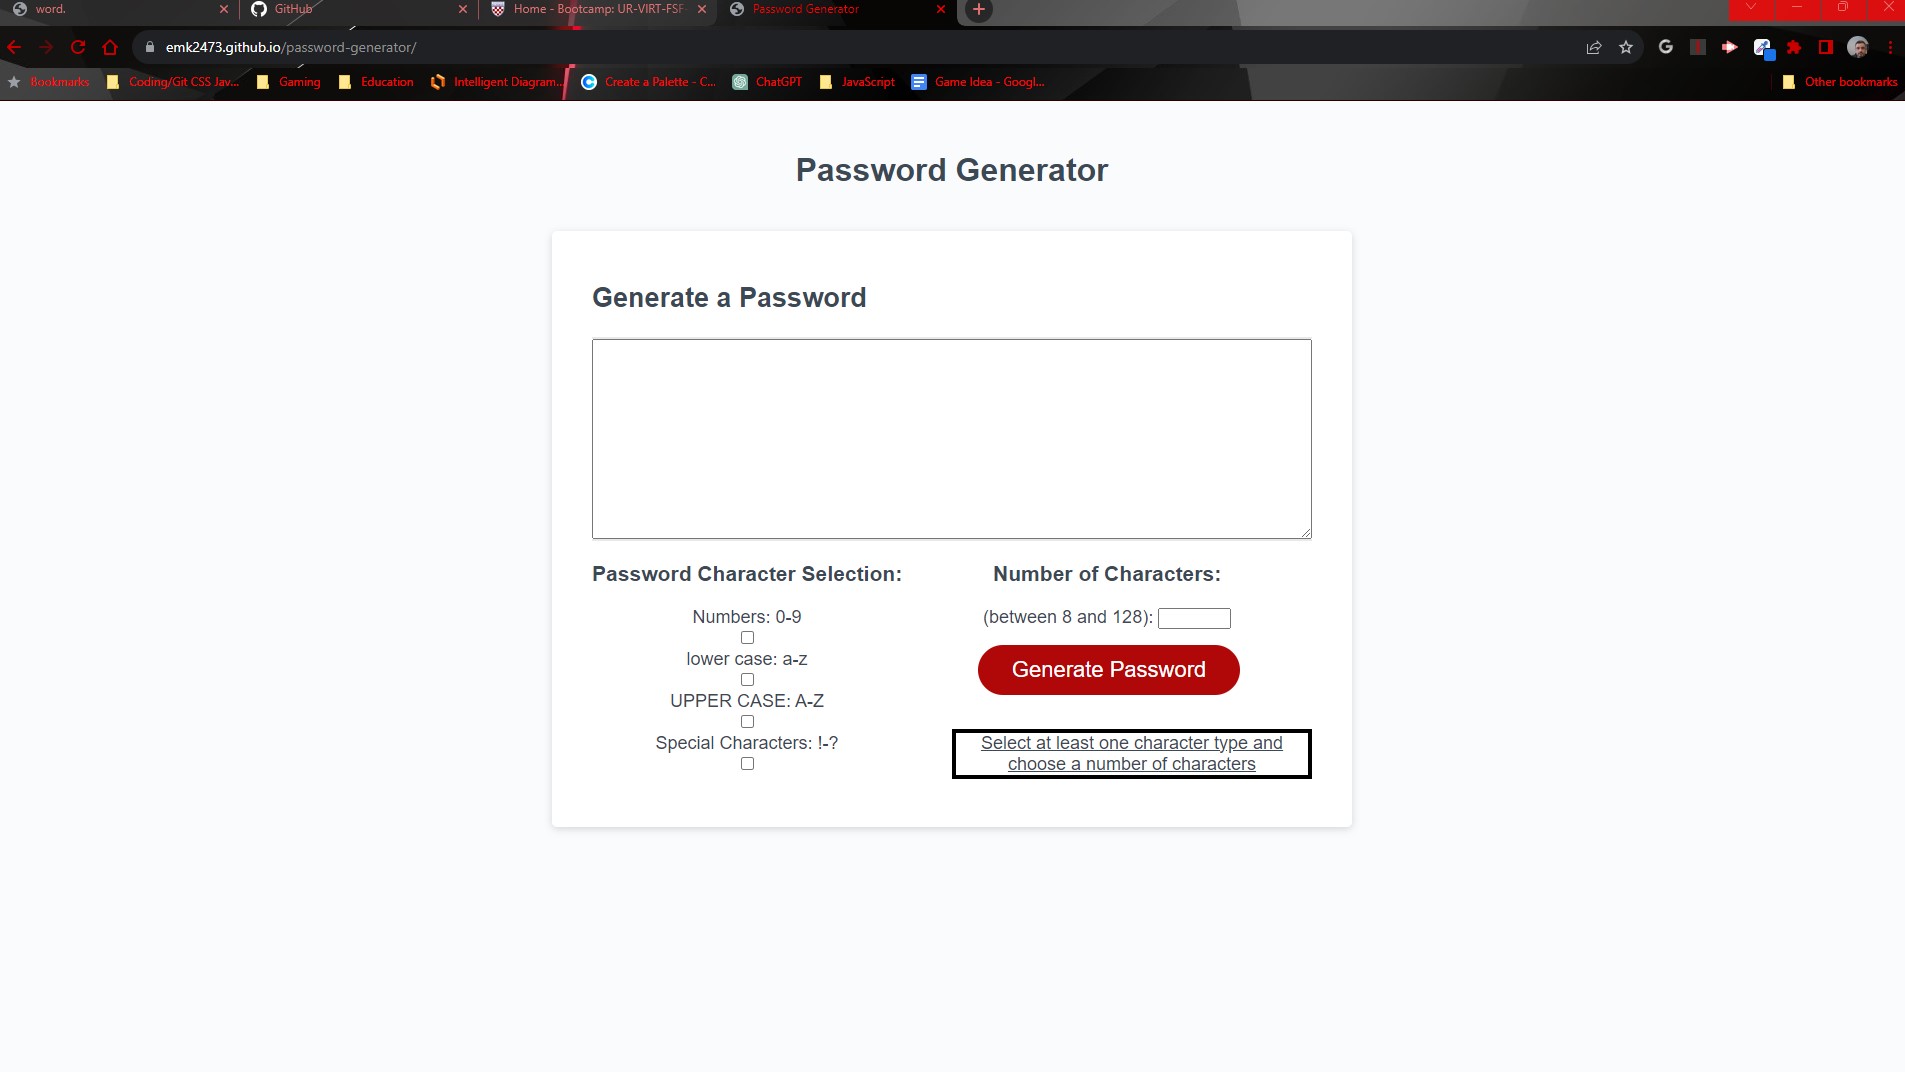 word.
GitHub
Home - Bootcamp: UR-VIRT-FSF
Password Generator
emk2473.github.io/password-generator/
Bookmarks
Coding/Git CSS Jav...
Gaming
Education
Intelligent Diagram...
Create a Palette - C...
ChatGPT
JavaScript
Game Idea - Googl...
Other bookmarks
Password Generator
Generate a Password
Password Character Selection:
Numbers: 0-9
lower case: a-z
UPPER CASE: A-Z
Special Characters: !-?
Number of Characters:
(between 8 and 128):
Generate Password
Select at least one character type and
choose a number of characters